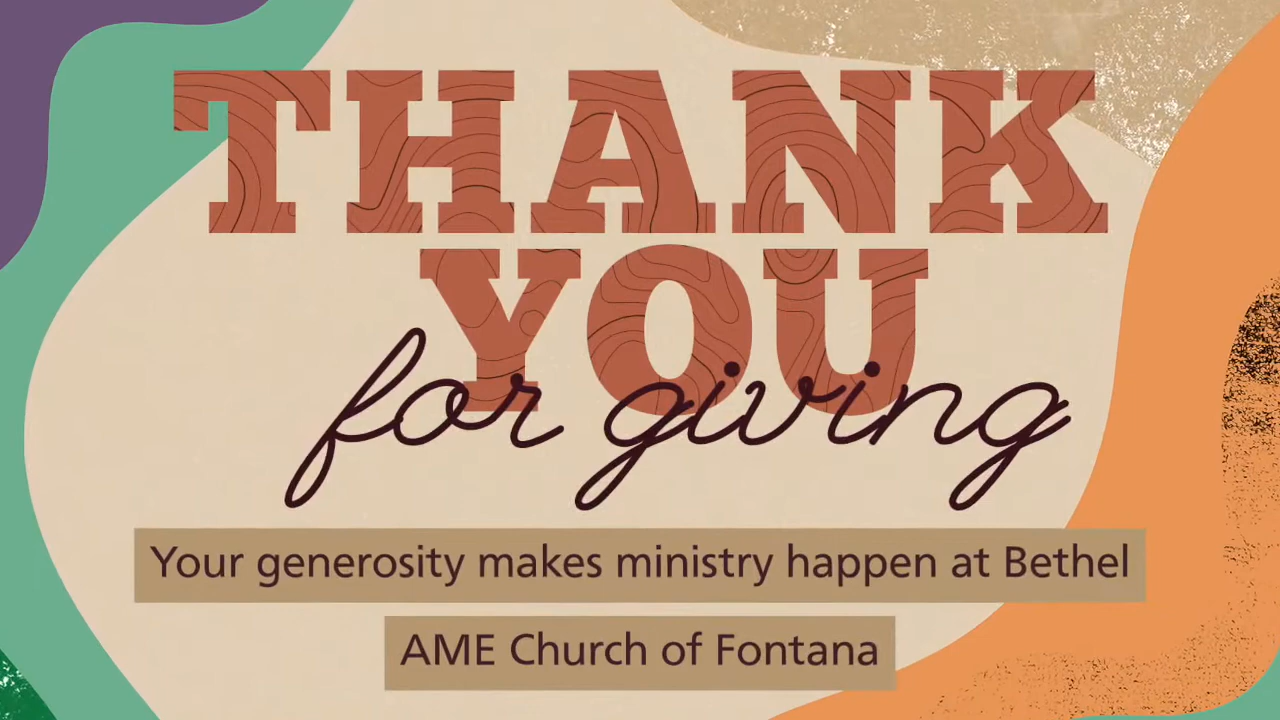 THANK
YOU
for giving
Your generosity makes ministry happen at Bethel
AME Church of Fontana